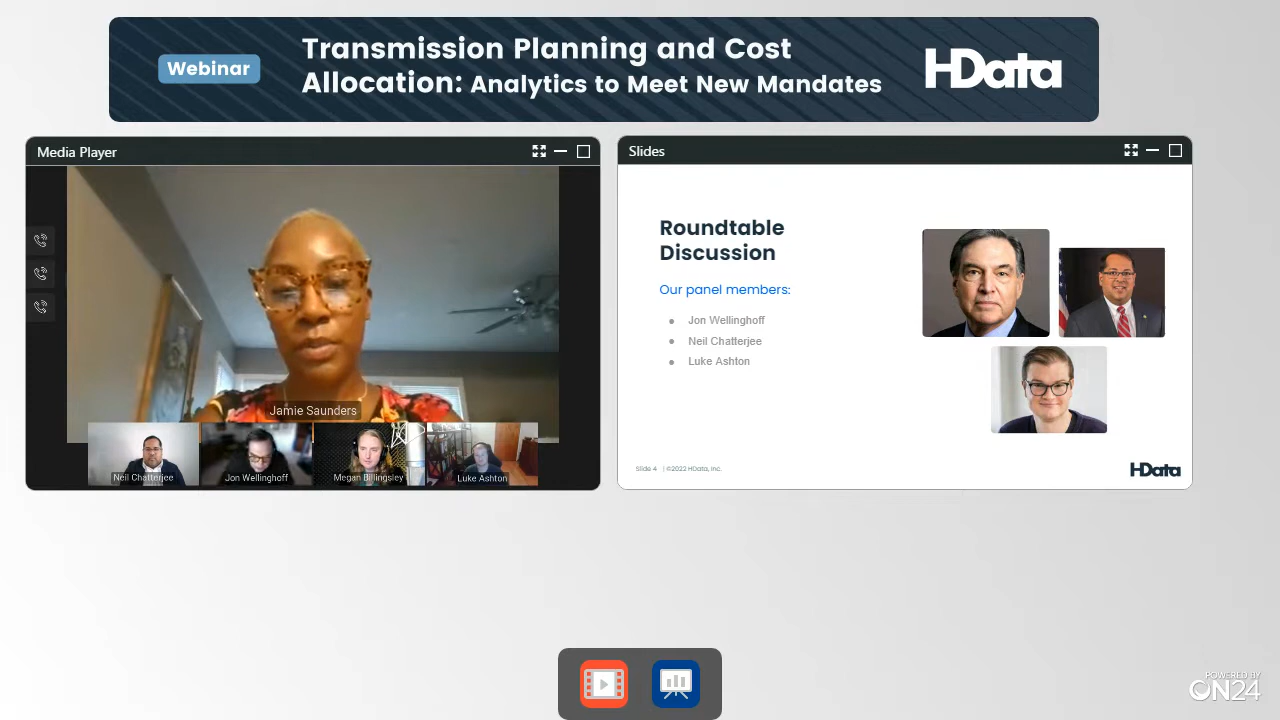 Webinar
Transmission Planning and Cost
Allocation: Analytics to Meet New Mandates
HData
Media Player
Jamie Saunders
Neil Chatterjee
Jon Wellinghoff
Megan Billingsley
Luke Ashton
Slides
Roundtable
Discussion
Our panel members:
● Jon Wellinghoff
● Neil Chatterjee
● Luke Ashton
Slide 4 | ©2022 HData, Inc.
HData
POWERED BY
ON24